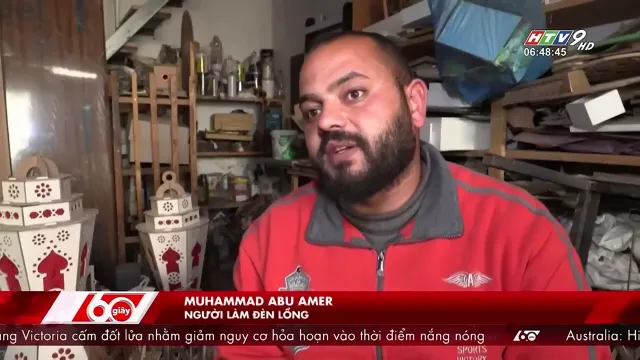 HTV9 HD
06:48:45
60 giây
MUHAMMAD ABU AMER
NGƯỜI LÀM ĐÈN LỒNG
ang Victoria cấm đốt lửa nhằm giảm nguy cơ hỏa hoạn vào thời điểm nắng nóng 60 Australia: Hi
SPORTS